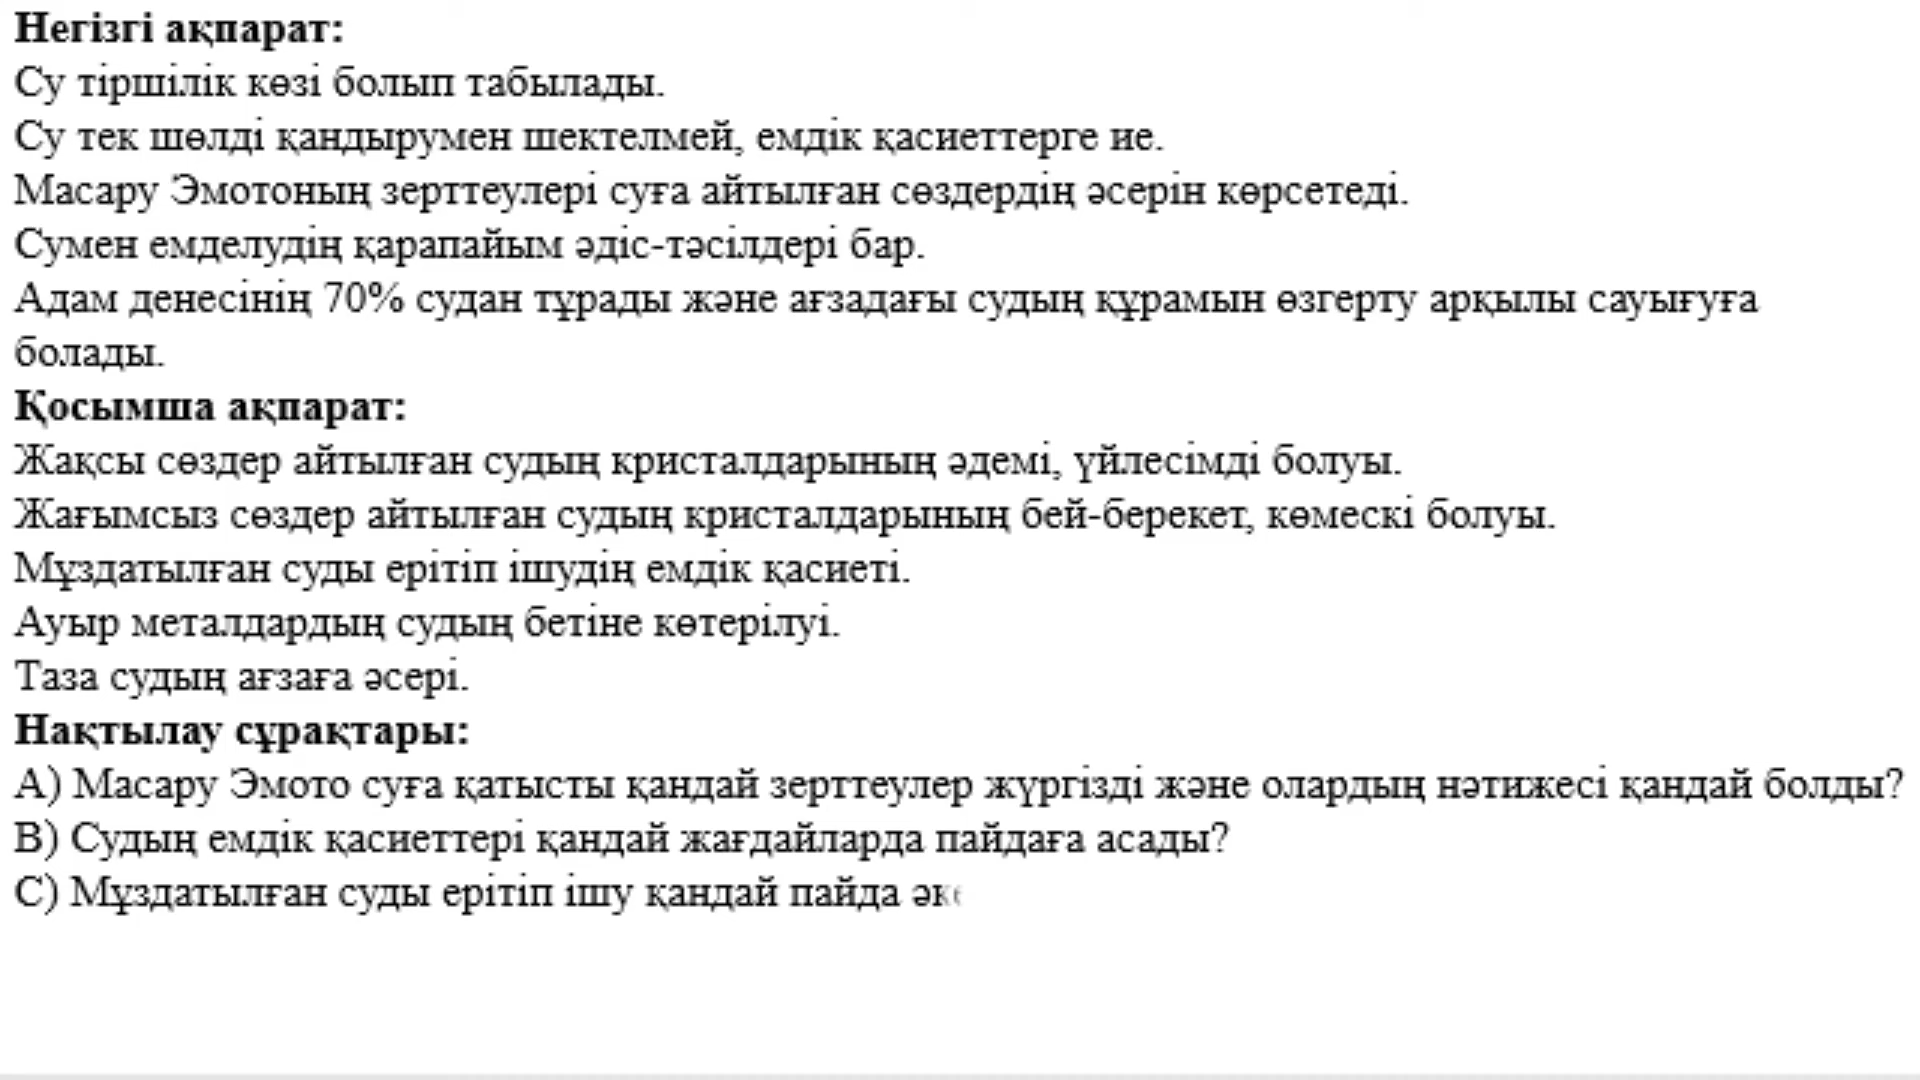 Негізгі ақпарат:
Су тіршілік көзі болып табылады.
Су тек шөлді қандырумен шектелмей, емдік қасиеттерге ие.
Масару Эмотоның зерттеулері суға айтылған сөздердің әсерін көрсетеді.
Сумен емделудің қарапайым әдіс-тәсілдері бар.
Адам денесінің 70% судан тұрады және ағзадағы судың құрамын өзгерту арқылы сауығуға
болады.
Қосымша ақпарат:
Жақсы сөздер айтылған судың кристалдарының әдемі, үйлесімді болуы.
Жағымсыз сөздер айтылған судың кристалдарының бей-берекет, көмескі болуы.
Мұздатылған суды ерітіп ішудің емдік қасиеті.
Ауыр металдардың судың бетіне көтерілуі.
Таза судың ағзаға әсері.
Нақтылау сұрақтары:
А) Масару Эмото суға қатысты қандай зерттеулер жүргізді және олардың нәтижесі қандай болды?
В) Судың емдік қасиеттері қандай жағдайларда пайдаға асады?
С) Мұздатылған суды ерітіп ішу қандай пайда